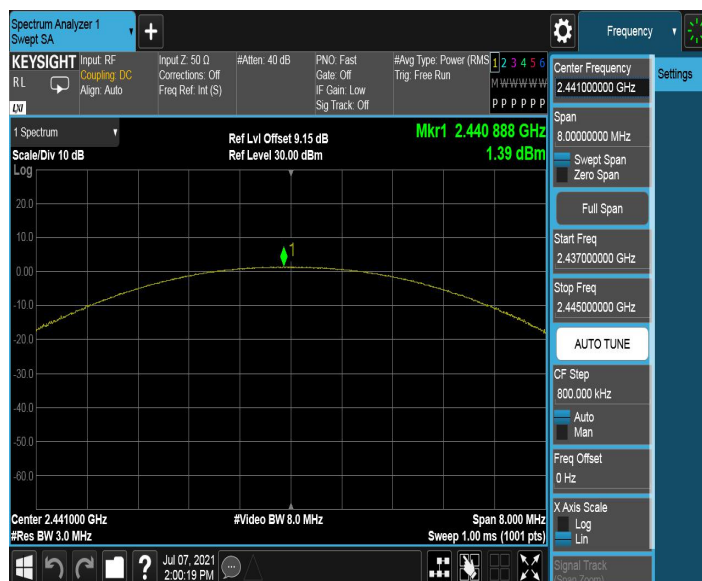 Spectrum Analyzer 1
Swept SA
+
Frequency
KEYSIGHT
RL
LXI
Input: RF
Coupling: DC
Align: Auto
Input Z: 50 Ω
Corrections: Off
Freq Ref: Int (S)
#Atten: 40 dB
PNO: Fast
Gate: Off
IF Gain: Low
Sig Track: Off
#Avg Type: Power (RMS
Trig: Free Run
1 2 3 4 5 6
M W W W W W
P P P P P P
1 Spectrum
Scale/Div 10 dB
Log
Ref Lvl Offset 9.15 dB
Ref Level 30.00 dBm
Mkr1 2.440 888 GHz
1.39 dBm
20.0
10.0
0.00
-10.0
-20.0
-30.0
-40.0
-50.0
-60.0
1
Center 2.441000 GHz
#Res BW 3.0 MHz
#Video BW 8.0 MHz
Span 8.000 MHz
Sweep 1.00 ms (1001 pts)
Jul 07, 2021
2:00:19 PM
?
Center Frequency
2.441000000 GHz
Settings
Span
8.00000000 MHz
Swept Span
Zero Span
Full Span
Start Freq
2.437000000 GHz
Stop Freq
2.445000000 GHz
AUTO TUNE
CF Step
800.000 kHz
Auto
Man
Freq Offset
0 Hz
X Axis Scale
Log
Lin
Signal Track
(Span Zoom)